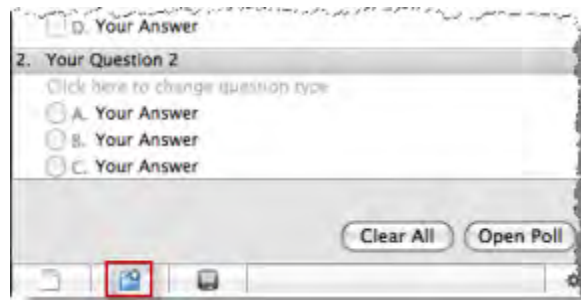 D. Your Answer
2. Your Question 2
Click here to change question type
A. Your Answer
B. Your Answer
C. Your Answer
Clear All Open Poll